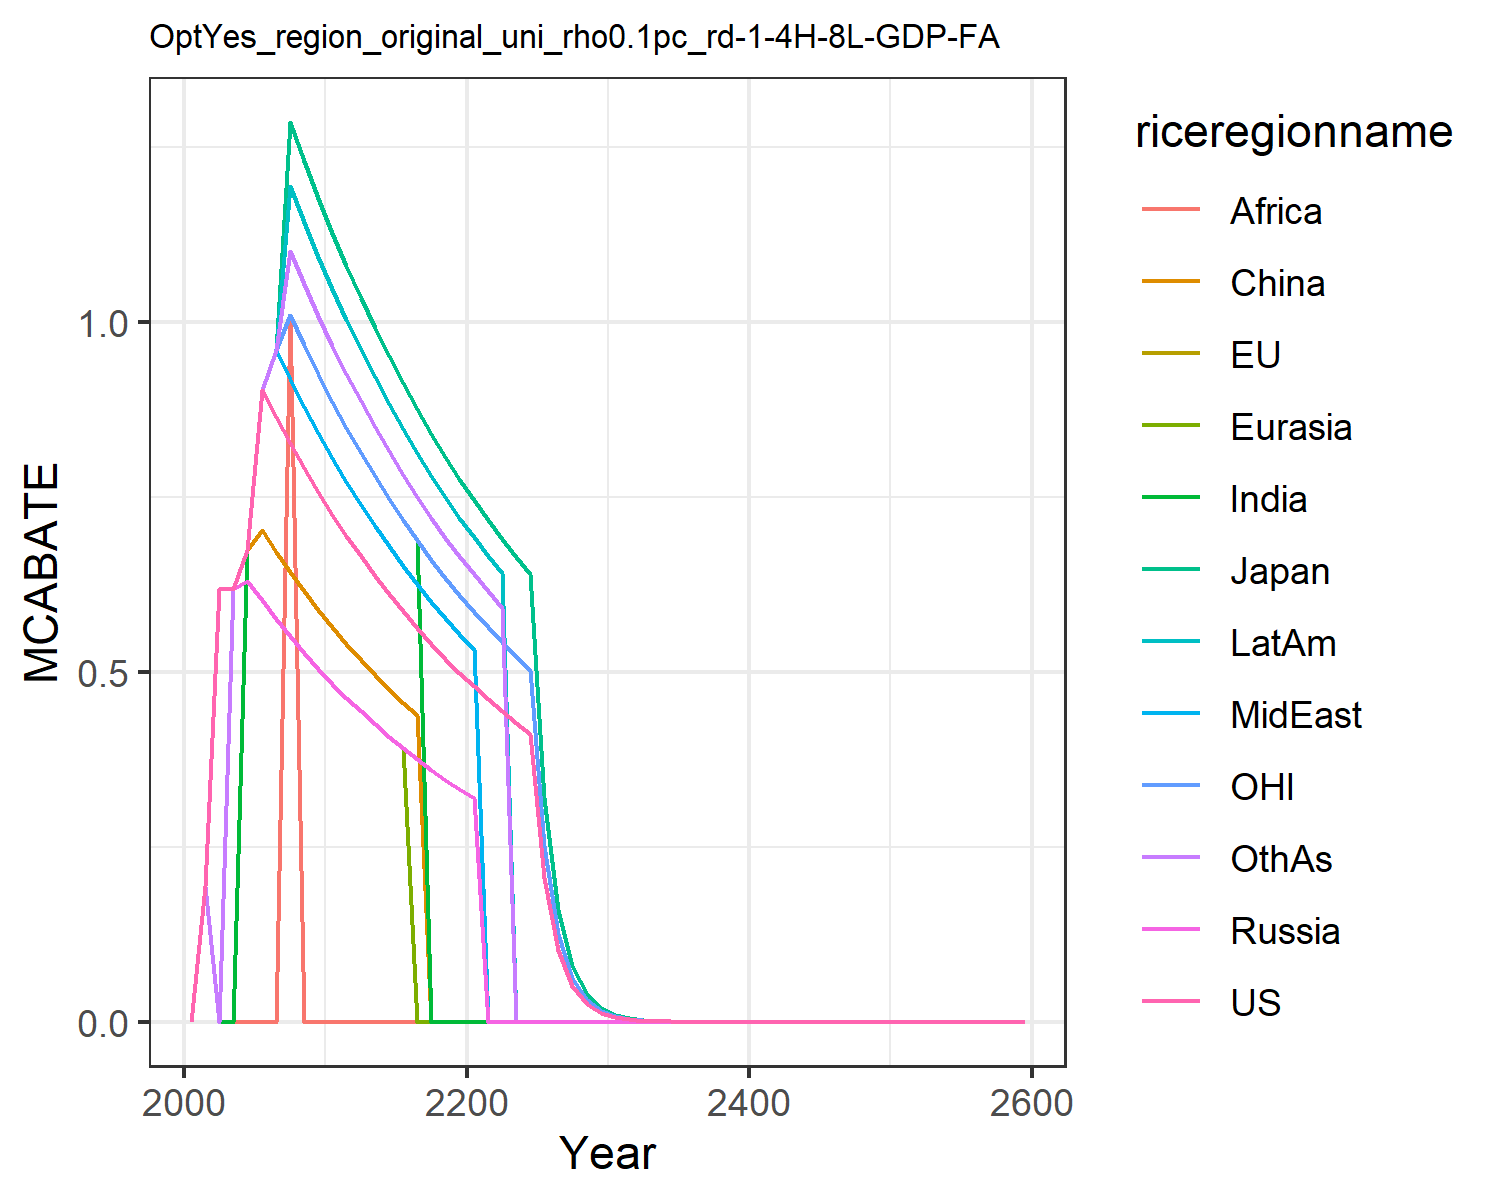 OptYes_region_original_uni_rho0.1pc_rd-1-4H-8L-GDP-FA
MCABATE
1.0
0.5
0.0
2000
2200
2400
2600
Year
riceregionname
Africa
China
EU
Eurasia
India
Japan
LatAm
MidEast
OHI
OthAs
Russia
US